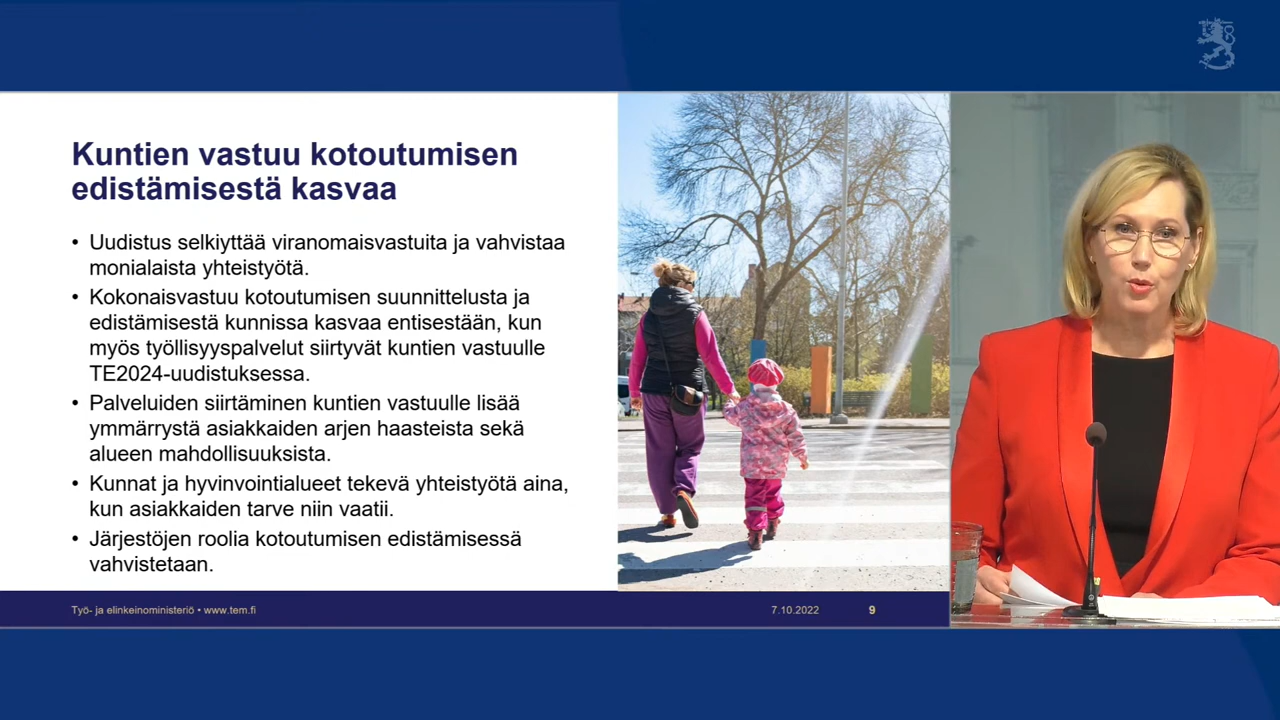 Kuntien vastuu kotoutumisen
edistämisestä kasvaa
• Uudistus selkiyttää viranomaisvastuita ja vahvistaa
monialaista yhteistyötä.
• Kokonaisvastuu kotoutumisen suunnittelusta ja
edistämisestä kunnissa kasvaa entisestään, kun
myös työllisyyspalvelut siirtyvät kuntien vastuulle
TE2024-uudistuksessa.
• Palveluiden siirtäminen kuntien vastuulle lisää
ymmärrystä asiakkaiden arjen haasteista sekä
alueen mahdollisuuksista.
• Kunnat ja hyvinvointialueet tekevä yhteistyötä aina,
kun asiakkaiden tarve niin vaatii.
• Järjestöjen roolia kotoutumisen edistämisessä
vahvistetaan.
Työ- ja elinkeinoministeriö • www.tem.fi 7.10.2022 9